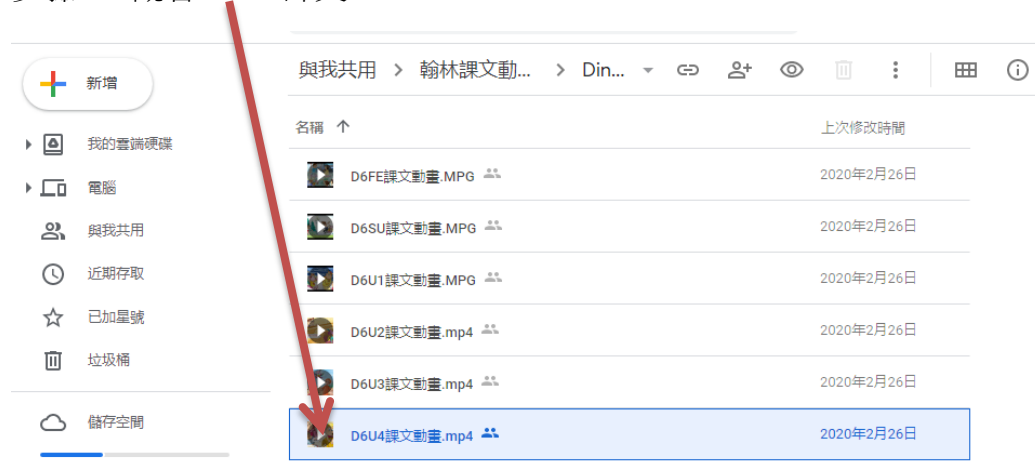 新增
我的雲端硬碟
電腦
與我共用
近期存取
已加星號
垃圾桶
儲存空間
與我共用 > 翰林課文動... > Din...
名稱 上次修改時間
D6FE課文動畫.MPG 2020年2月26日
D6SU課文動畫.MPG 2020年2月26日
D6U1課文動畫.MPG 2020年2月26日
D6U2課文動畫.mp4 2020年2月26日
D6U3課文動畫.mp4 2020年2月26日
D6U4課文動畫.mp4 2020年2月26日